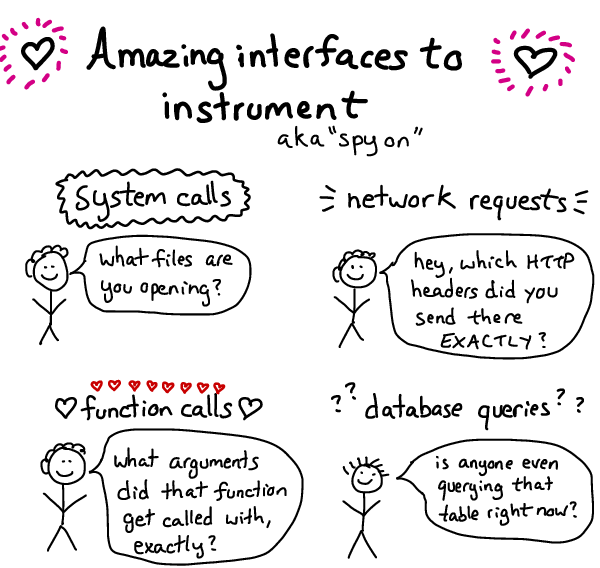 Amazing interfaces to
instrument
aka "spy on"
System calls
what files are
you opening?
network requests
hey, which HTTP
headers did you
send there
EXACTLY?
function calls
what arguments
did that function
get called with,
exactly?
?? database queries ??
is anyone even
querying that
table right now?